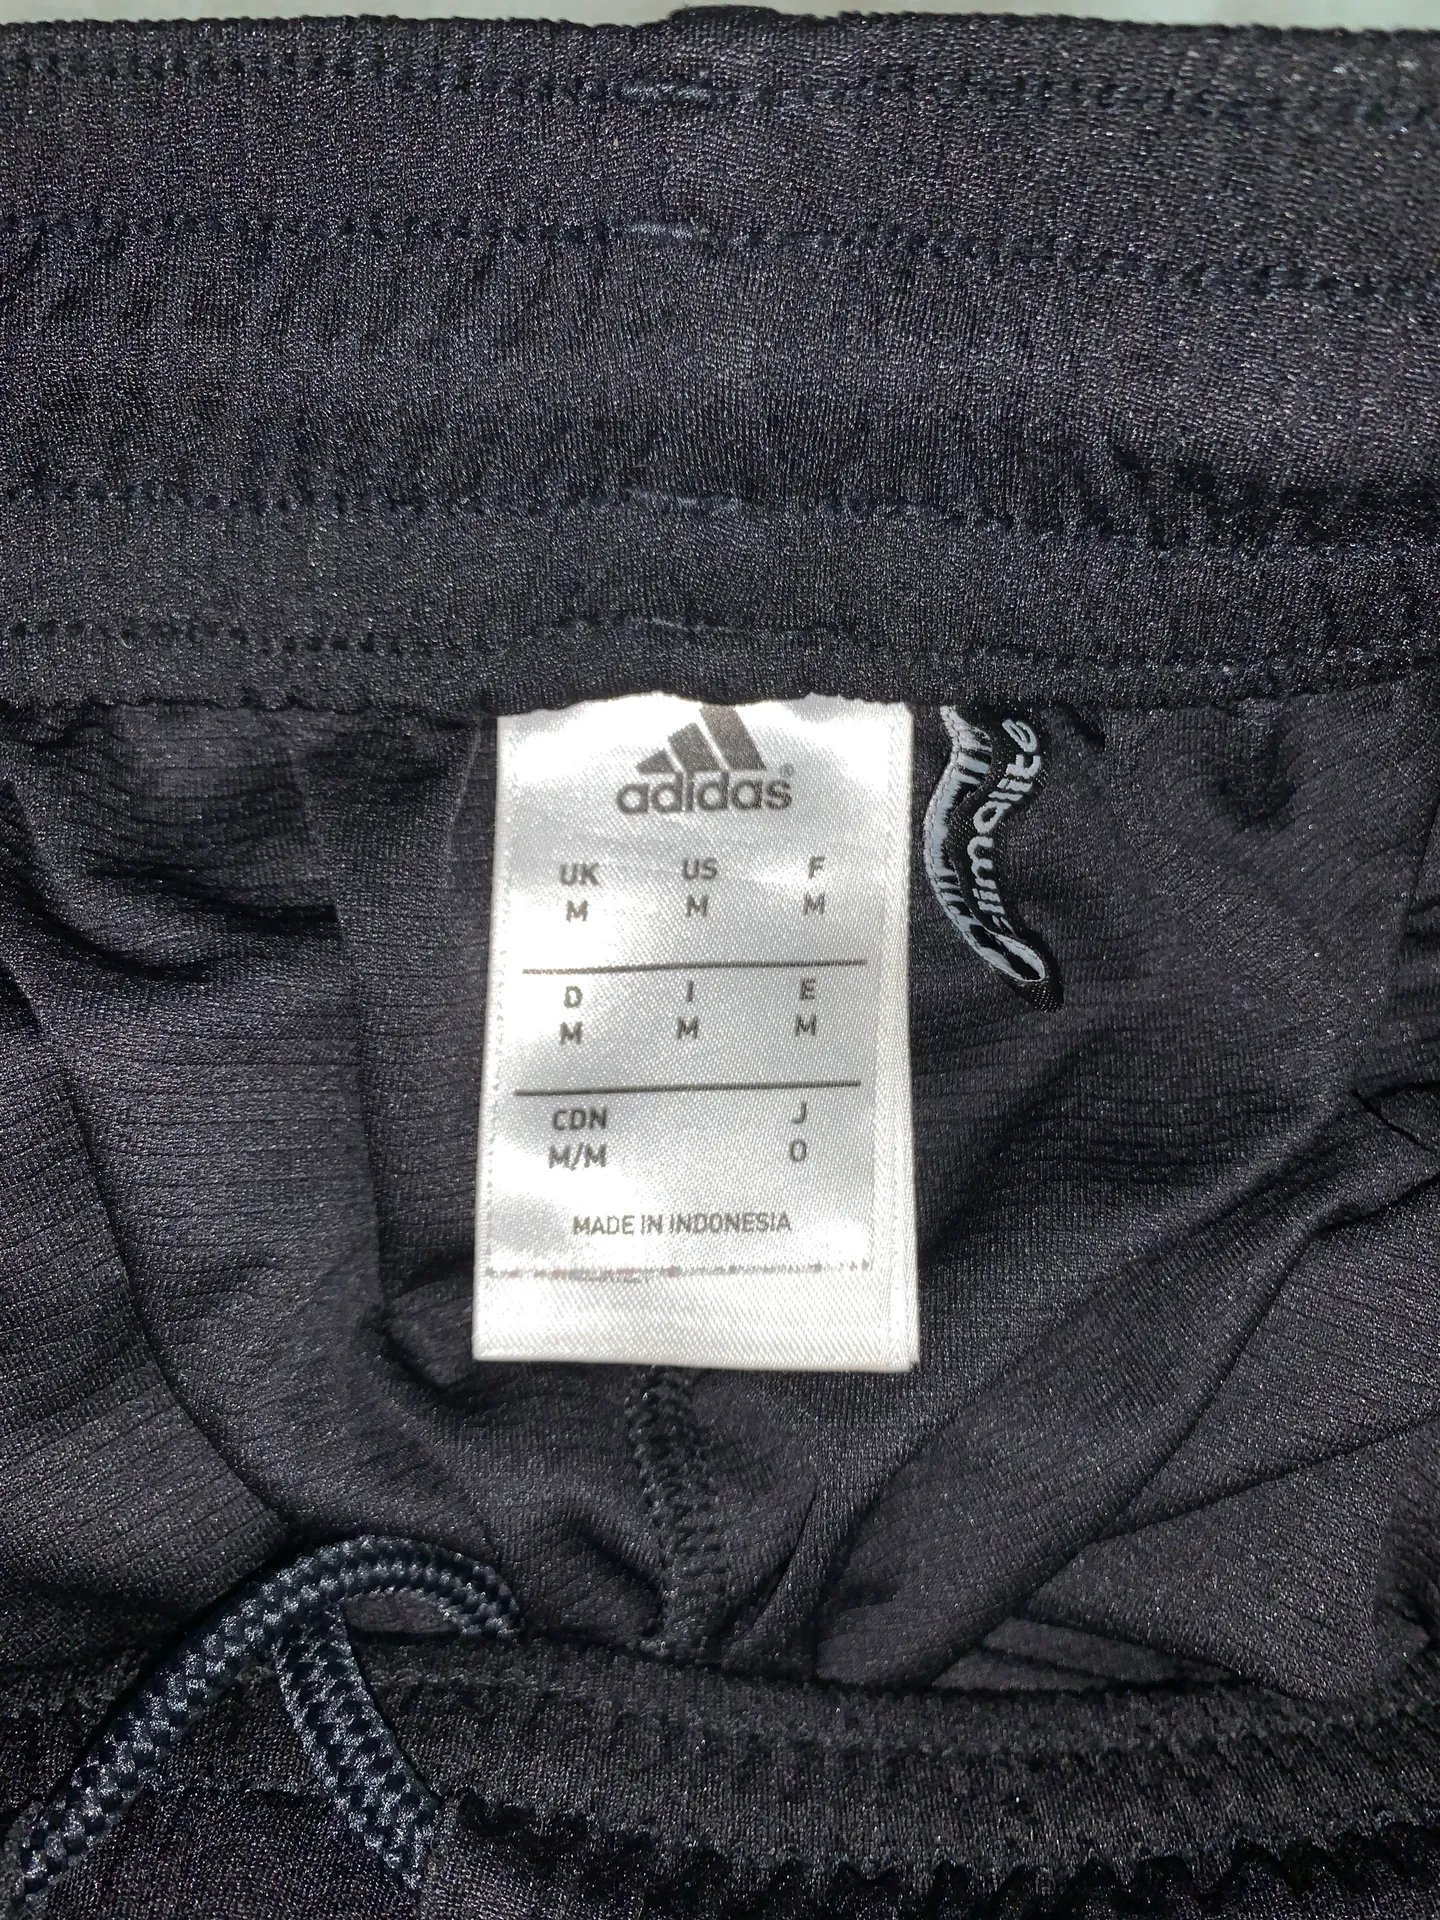 adidas®
UK US F
M M M
D I E
M M M
CDN J
M/M O
MADE IN INDONESIA
climalite